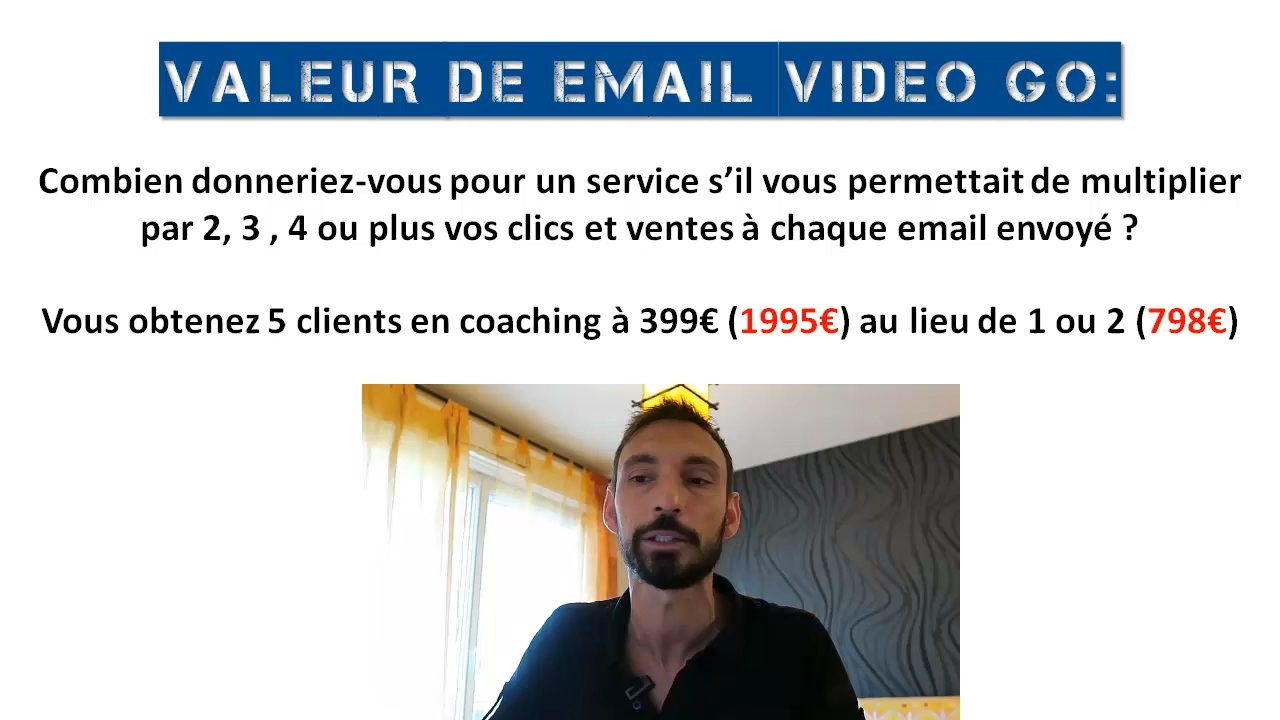 VALEUR DE EMAIL VIDEO GO:
Combien donneriez-vous pour un service s’il vous permettait de multiplier
par 2, 3 , 4 ou plus vos clics et ventes à chaque email envoyé ?
Vous obtenez 5 clients en coaching à 399€ (1995€) au lieu de 1 ou 2 (798€)